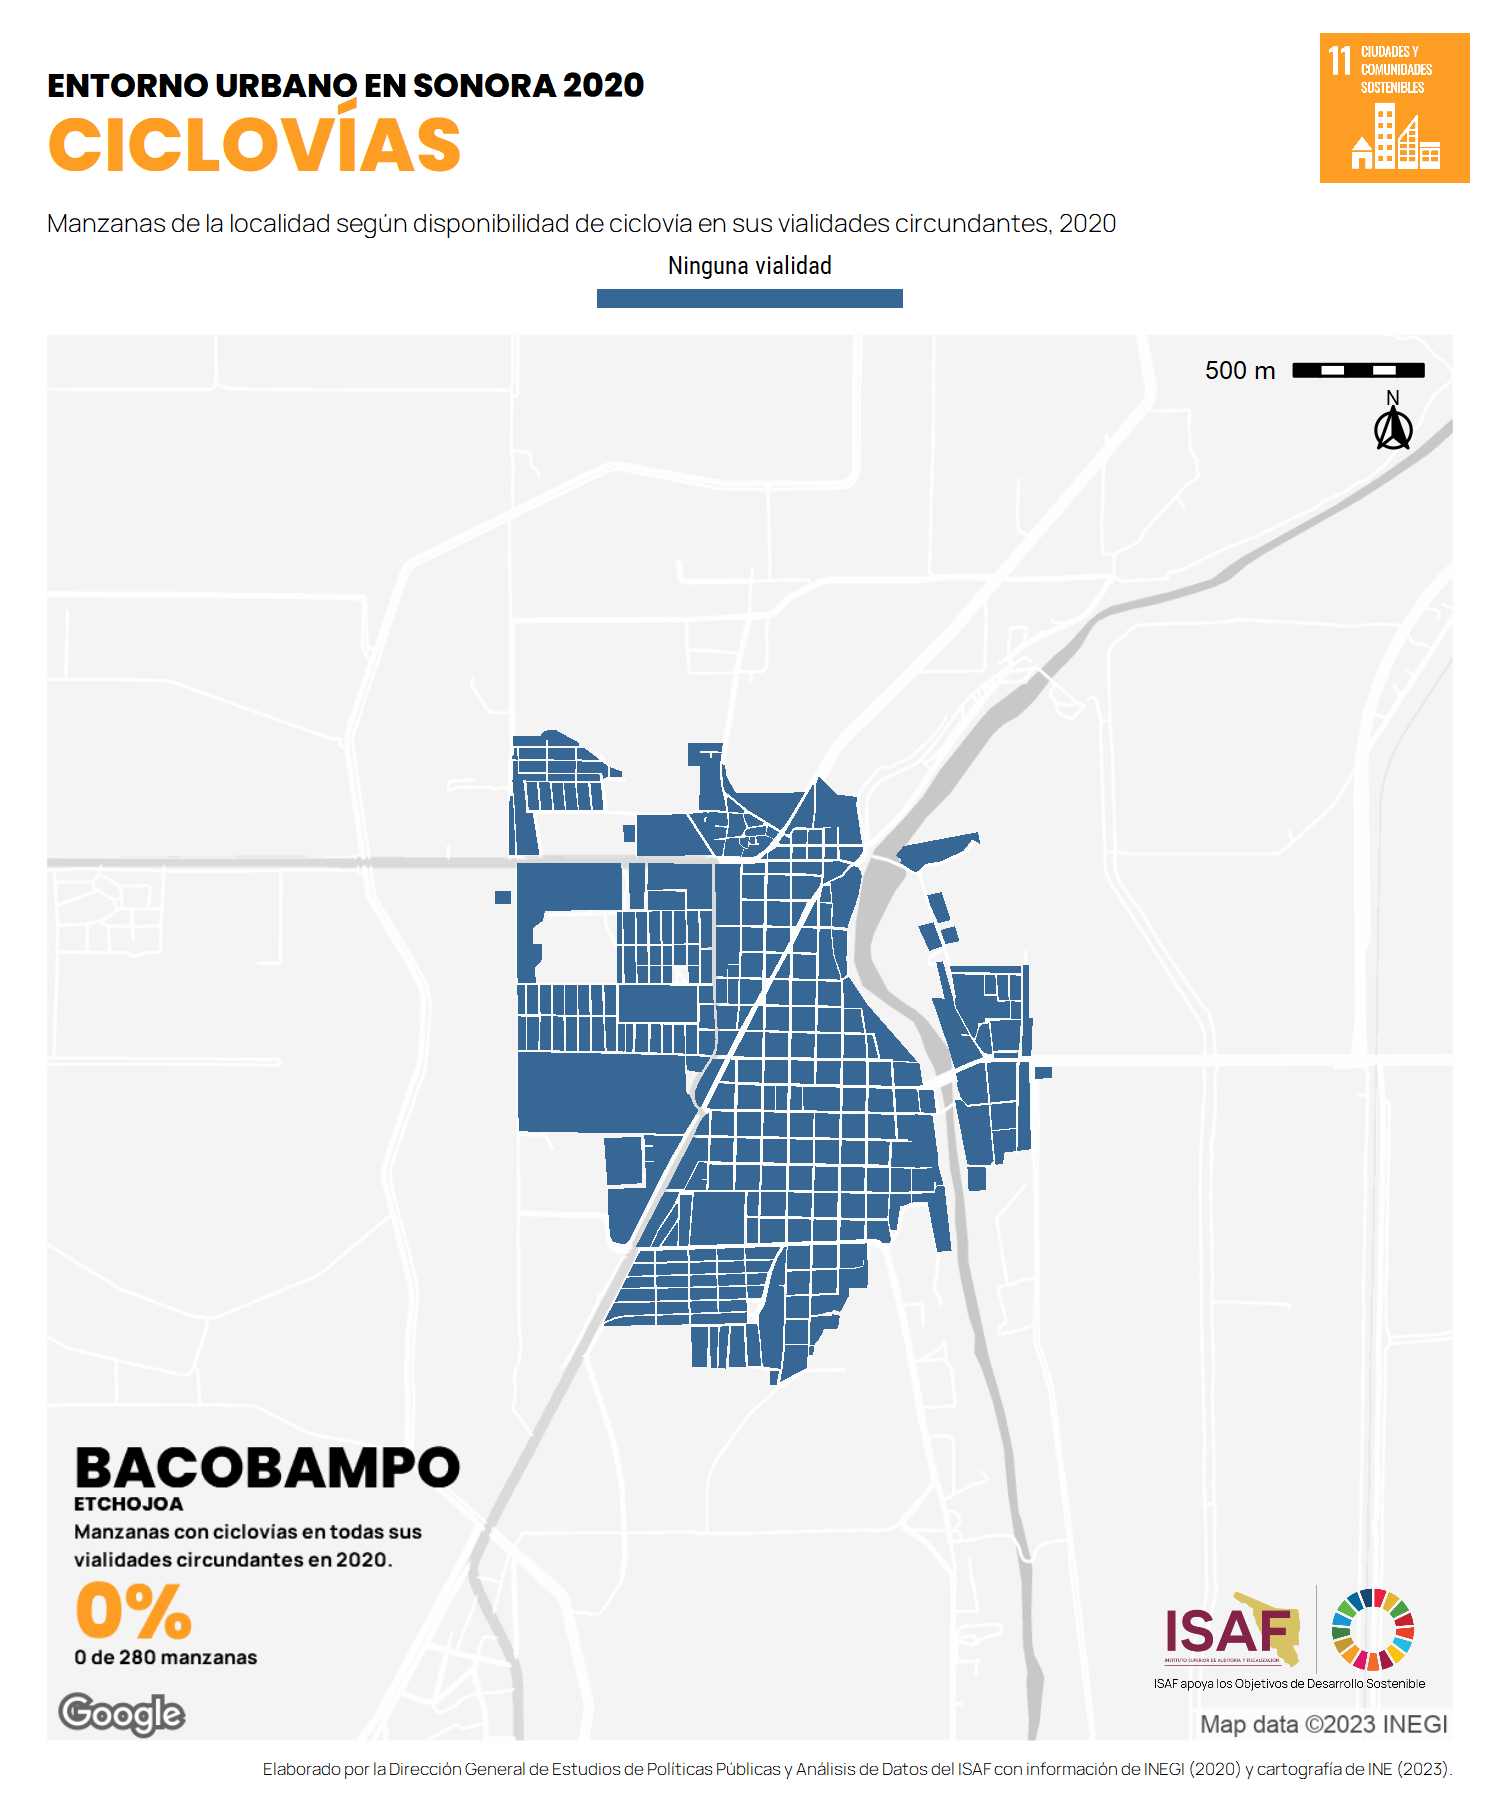 ENTORNO URBANO EN SONORA 2020
CICLOVÍAS
11 CIUDADES Y
COMUNIDADES
SOSTENIBLES
Manzanas de la localidad según disponibilidad de ciclovía en sus vialidades circundantes, 2020
Ninguna vialidad
500 m
N
BACOBAMPO
ETCHOJOA
Manzanas con ciclovias en todas sus
vialidades circundantes en 2020.
0%
0 de 280 manzanas
Google
ISAF
INSTITUTO SUPERIOR DE AUDITORÍA Y FISCALIZACIÓN
ISAF apoya los Objetivos de Desarrollo Sostenible
Map data ©2023 INEGI
Elaborado por la Dirección General de Estudios de Políticas Públicas y Análisis de Datos del ISAF con información de INEGI (2020) y cartografía de INE (2023).